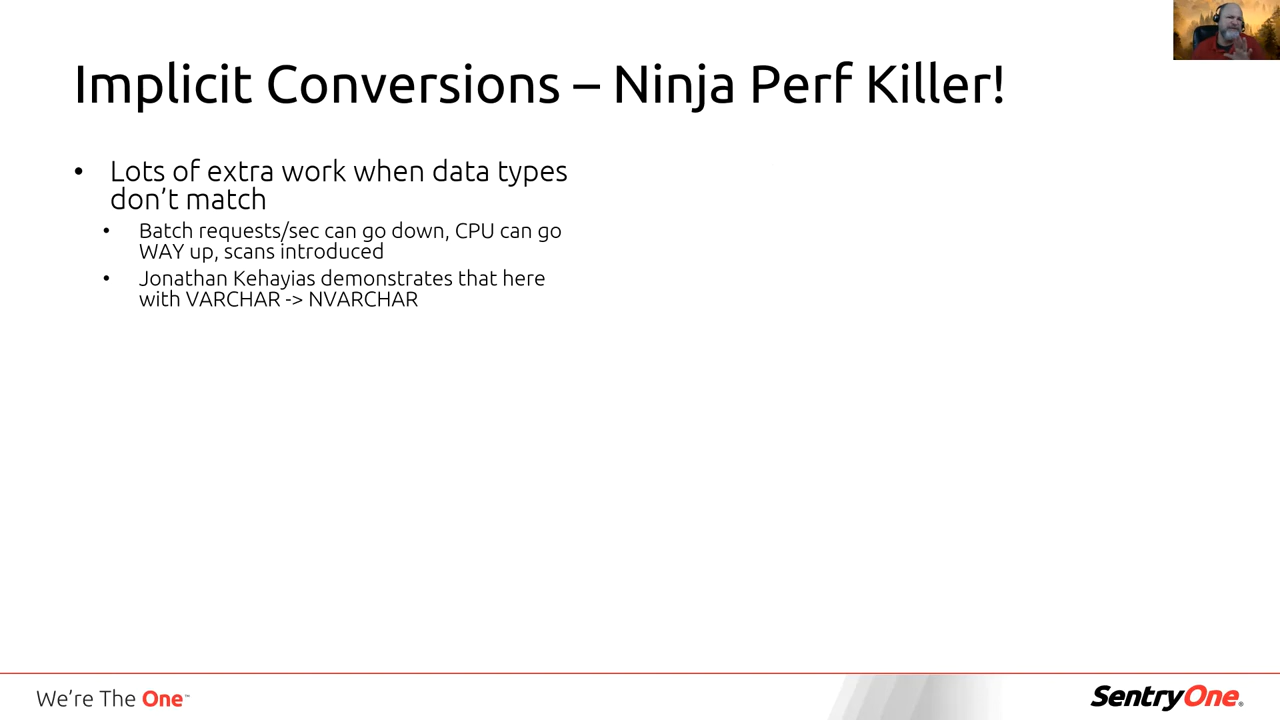 Implicit Conversions – Ninja Perf Killer!
• Lots of extra work when data types
don’t match
• Batch requests/sec can go down, CPU can go
WAY up, scans introduced
• Jonathan Kehayias demonstrates that here
with VARCHAR -> NVARCHAR
We’re The One™
SentryOne®